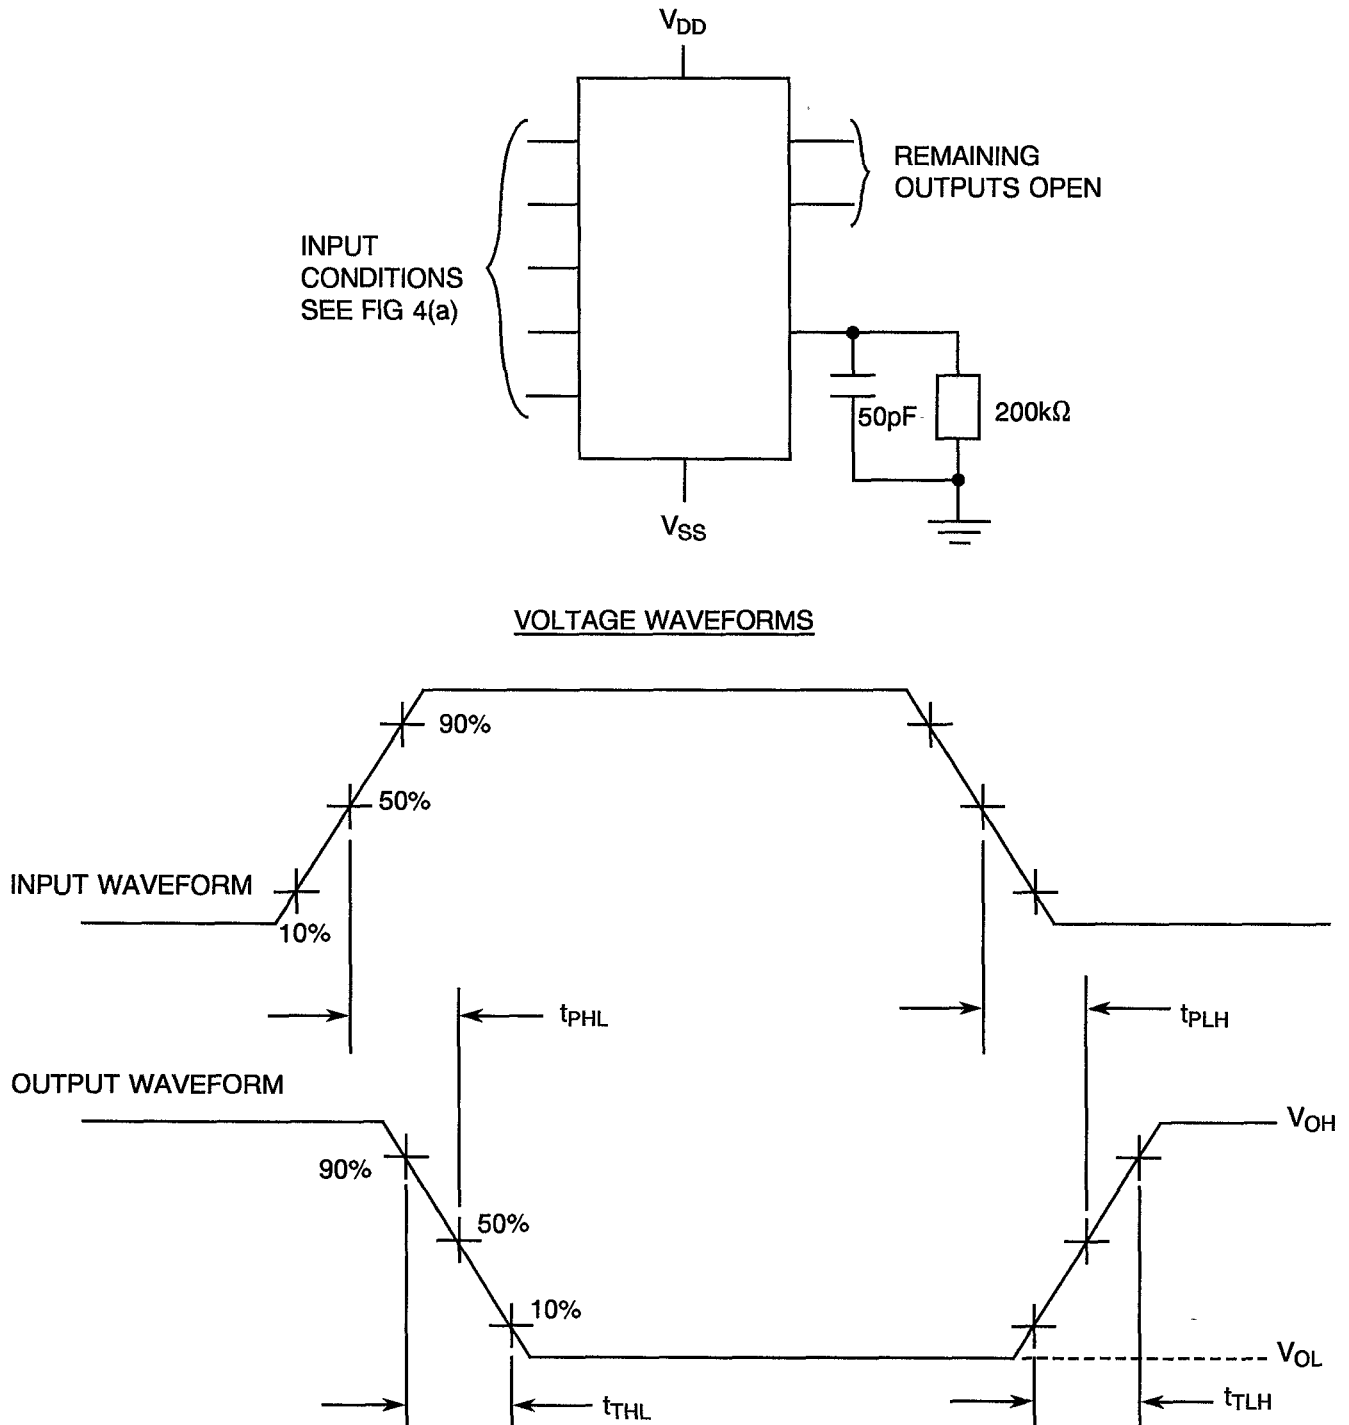 VDD
REMAINING
OUTPUTS OPEN
INPUT
CONDITIONS
SEE FIG 4(a)
50pF
200kΩ
VSS
VOLTAGE WAVEFORMS
90%
50%
INPUT WAVEFORM
10%
tPHL
tPLH
OUTPUT WAVEFORM
VOH
90%
50%
10%
VOL
tTHL
tTLH